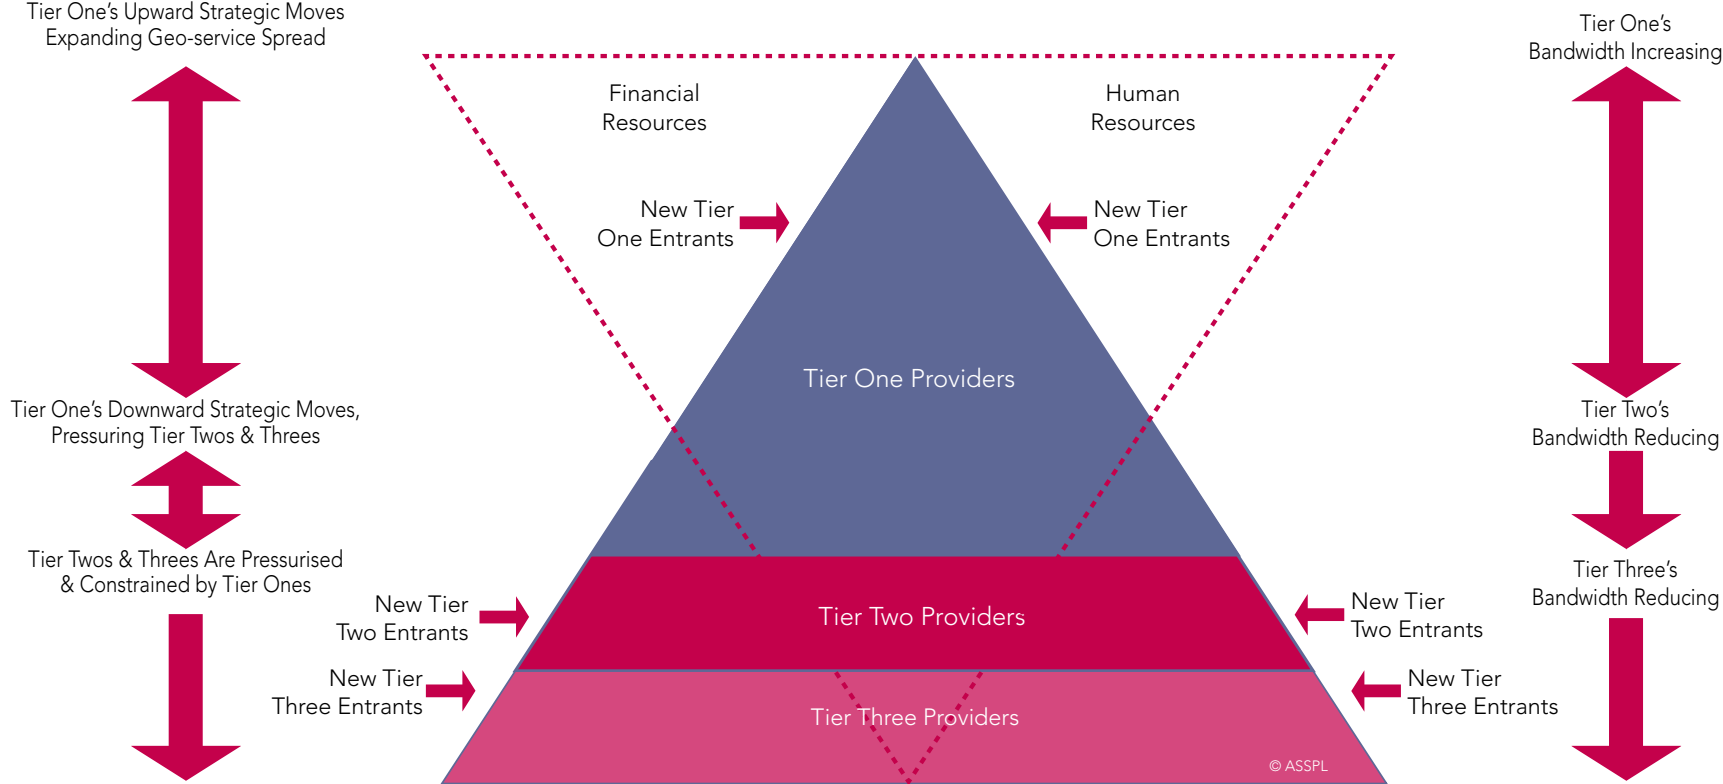 Tier One's Upward Strategic Moves
Expanding Geo-service Spread
Tier One's
Bandwidth Increasing
Financial
Resources
Human
Resources
New Tier
One Entrants
New Tier
One Entrants
Tier One Providers
Tier One's Downward Strategic Moves,
Pressuring Tier Twos & Threes
Tier Two's
Bandwidth Reducing
Tier Twos & Threes Are Pressurised
& Constrained by Tier Ones
Tier Three's
Bandwidth Reducing
New Tier
Two Entrants
Tier Two Providers
New Tier
Two Entrants
New Tier
Three Entrants
Tier Three Providers
New Tier
Three Entrants
© ASSPL